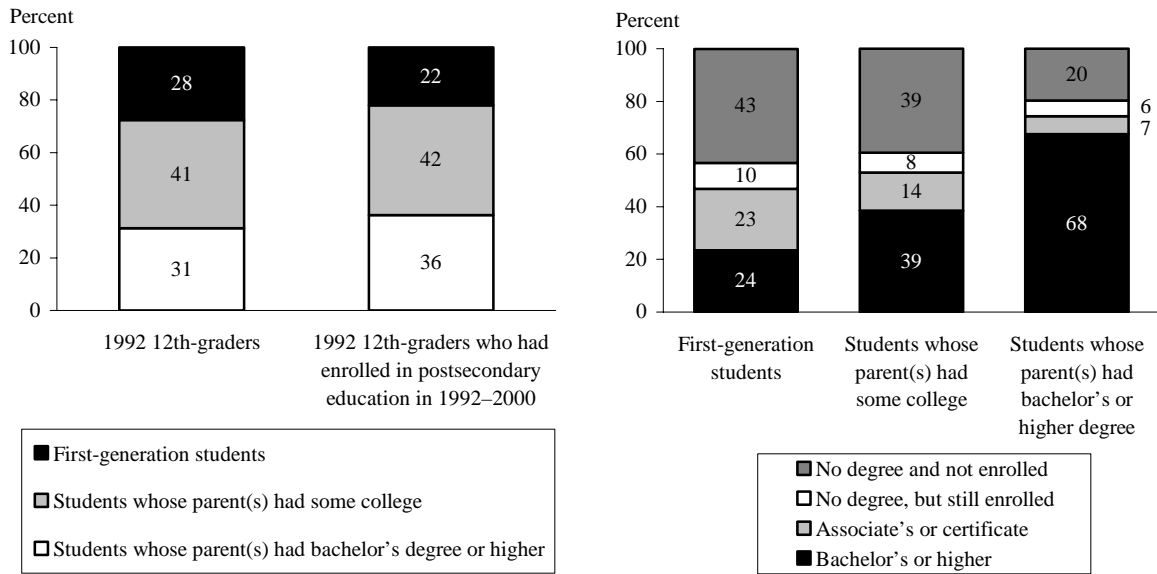 Percent
100
80
60
40
20
0
28
41
31
22
42
36
1992 12th-graders
1992 12th-graders who had
enrolled in postsecondary
education in 1992–2000
First-generation students
Students whose parent(s) had some college
Students whose parent(s) had bachelor's degree or higher
Percent
100
80
60
40
20
0
43
10
23
24
39
8
14
39
20
6
7
68
First-generation
students
Students whose
parent(s) had
some college
Students whose
parent(s) had
bachelor's or
higher degree
No degree and not enrolled
No degree, but still enrolled
Associate's or certificate
Bachelor's or higher